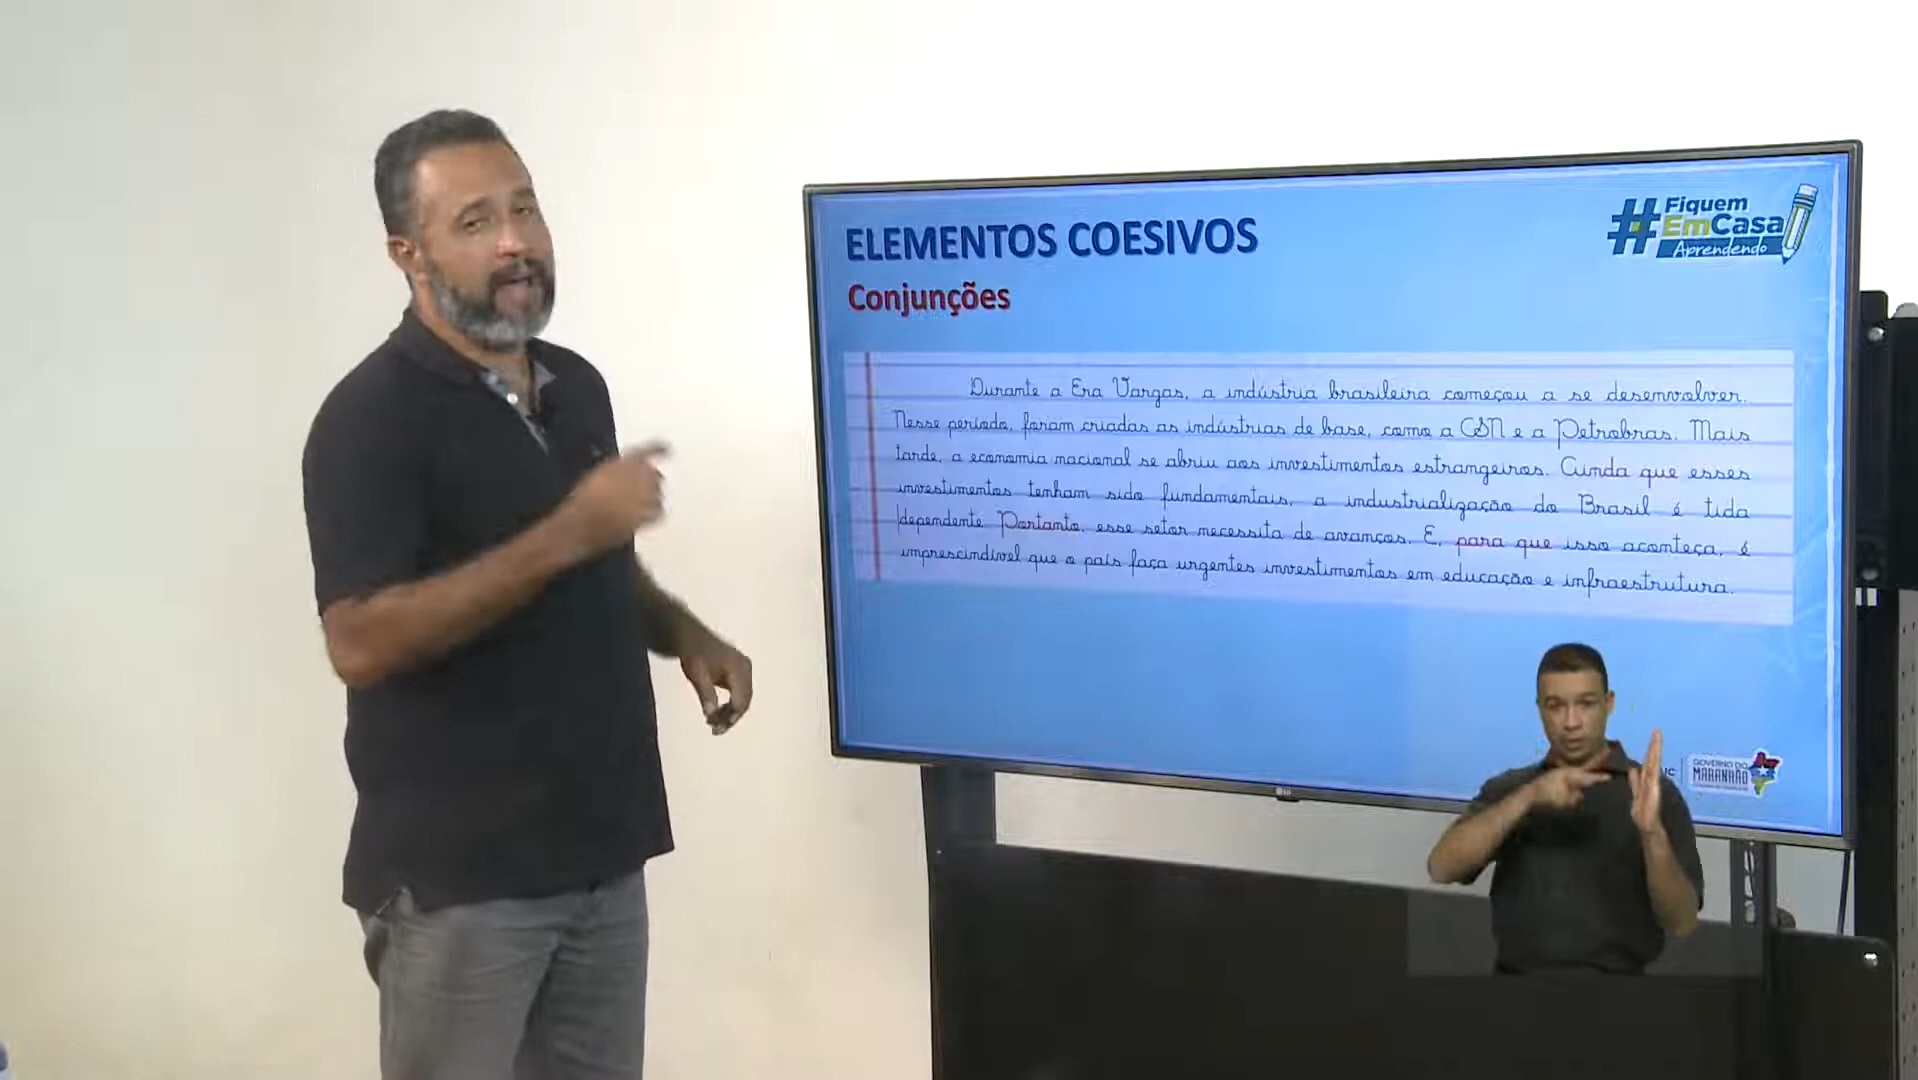 ELEMENTOS COESIVOS
Conjunções
#Fiquem
EmCasa
Aprendendo
Durante a Era Vargas, a indústria brasileira começou a se desenvolver.
Nesse período, foram criadas as indústrias de base, como a CSN e a Petrobras. Mais
tarde, a economia nacional se abriu aos investimentos estrangeiros. Ainda que esses
investimentos tenham sido fundamentais, a industrialização do Brasil é tida
dependente Portanto, esse setor necessita de avanços. E, para que isso aconteça, é
imprescindível que o país faça urgentes investimentos em educação e infraestrutura.
GOVERNO DO
MARANHÃO
LG